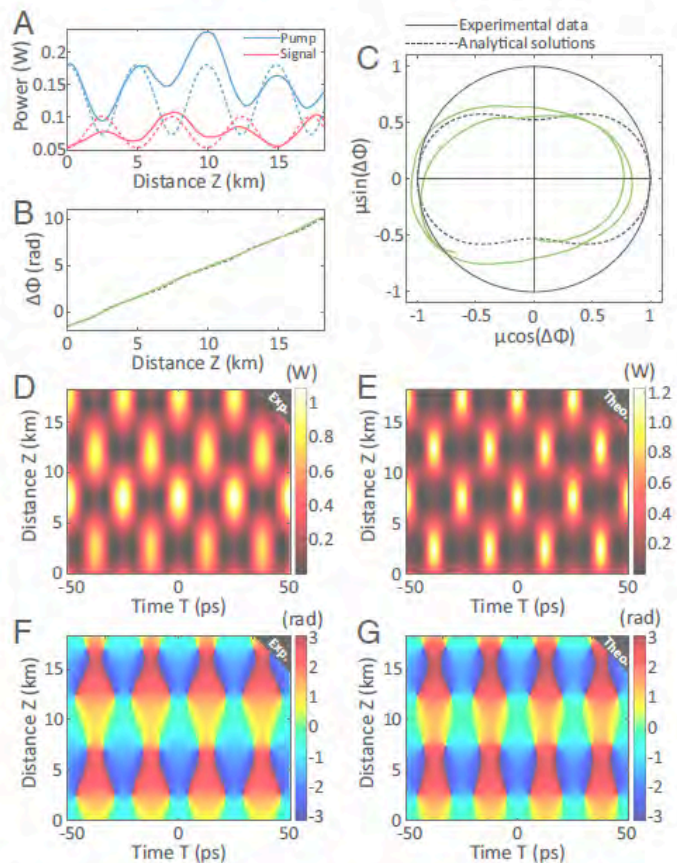 A
Power (W)
0.2
0.15
0.1
0.05
Pump
Signal
0
5
10
15
Distance Z (km)
B
ΔΦ (rad)
10
5
0
0
5
10
15
Distance Z (km)
C
Experimental data
Analytical solutions
μsin(ΔΦ)
1
0.5
0
-0.5
-1
-1
-0.5
0
0.5
1
μcos(ΔΦ)
D
(W)
Exp.
Distance Z (km)
15
10
5
0
-50
0
50
Time T (ps)
1
0.8
0.6
0.4
0.2
E
(W)
Theo.
Distance Z (km)
15
10
5
0
-50
0
50
Time T (ps)
1.2
1.0
0.8
0.6
0.4
0.2
F
(rad)
Exp.
Distance Z (km)
15
10
5
0
-50
0
50
Time T (ps)
3
2
1
0
-1
-2
-3
G
(rad)
Theo.
Distance Z (km)
15
10
5
0
-50
0
50
Time T (ps)
3
2
1
0
-1
-2
-3